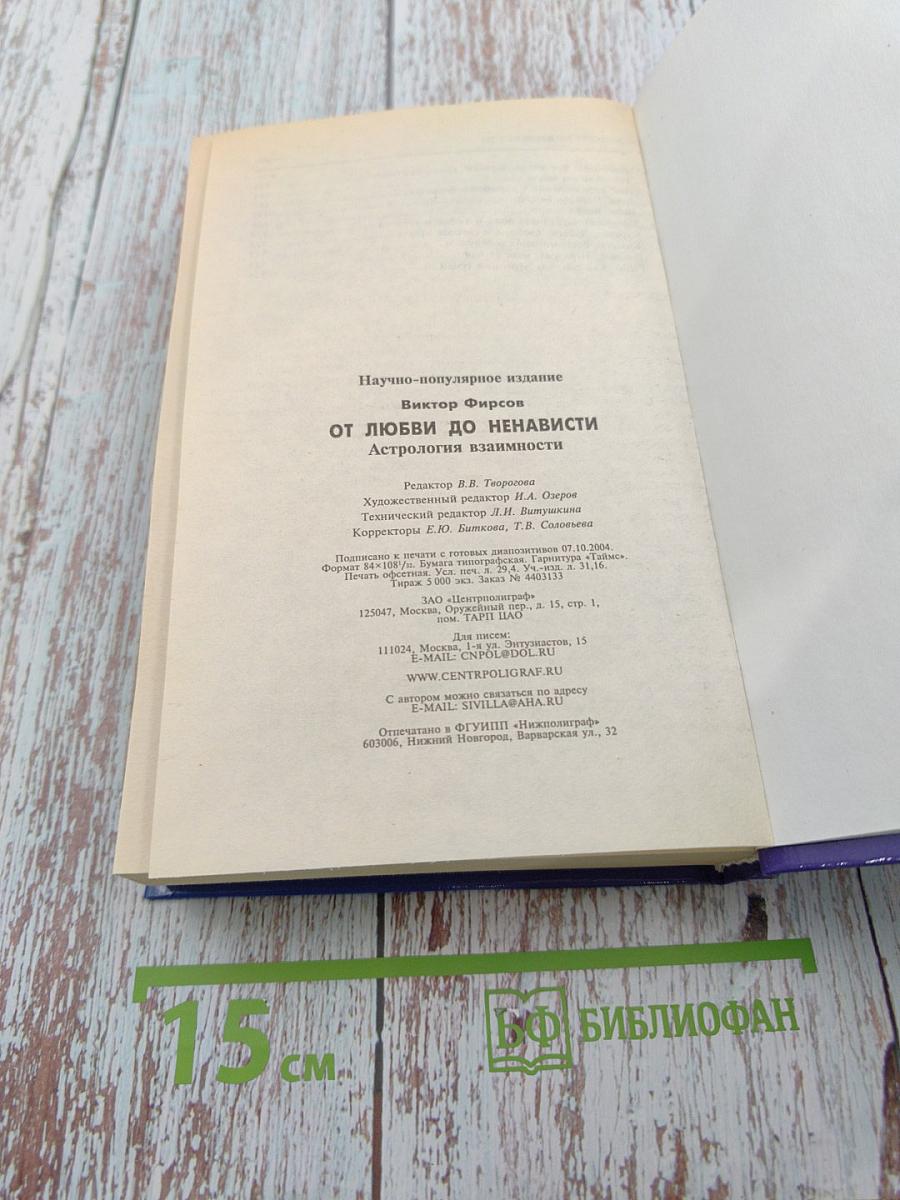 Научно-популярное издание
Виктор Фирсов
ОТ ЛЮБВИ ДО НЕНАВИСТИ
Астрология взаимности
Редактор В.В. Творогова
Художественный редактор И.А. Озеров
Технический редактор Л.И. Витушкина
Корректоры Е.Ю. Биткова, Т.В. Соловьева
Подписано к печати с готовых диапозитивов 07.10.2004.
Формат 84×108¹/₃₂. Бумага типографская. Гарнитура «Таймс».
Печать офсетная. Усл. печ. л. 29,4. Уч.-изд. л. 31,16.
Тираж 5 000 экз. Заказ № 4403133
ЗАО «Центрполиграф»
125047, Москва, Оружейный пер., д. 15, стр. 1,
пом. ТАРП ЦАО
Для писем:
111024, Москва, 1-я ул. Энтузиастов, 15
E-MAIL: CNPOL@DOL.RU
WWW.CENTRPOLIGRAF.RU
С автором можно связаться по адресу
E-MAIL: SIVILLA@AHA.RU
Отпечатано в ФГУИПП «Нижполиграф»
603006, Нижний Новгород, Варварская ул., 32
15 см
БФ БИБЛИОФАН